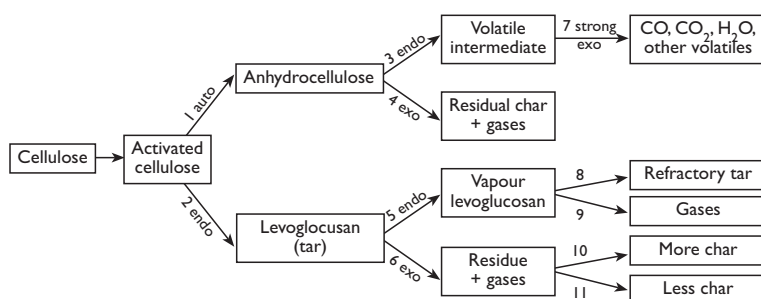 Cellulose
Activated
cellulose
1 auto
2 endo
Anhydrocellulose
3 endo
4 exo
Volatile
intermediate
7 strong
exo
CO, CO2, H2O,
other volatiles
Residual char
+ gases
Levoglocusan
(tar)
5 endo
6 exo
Vapour
levoglucosan
8
Refractory tar
9
Gases
Residue
+ gases
10
More char
11
Less char